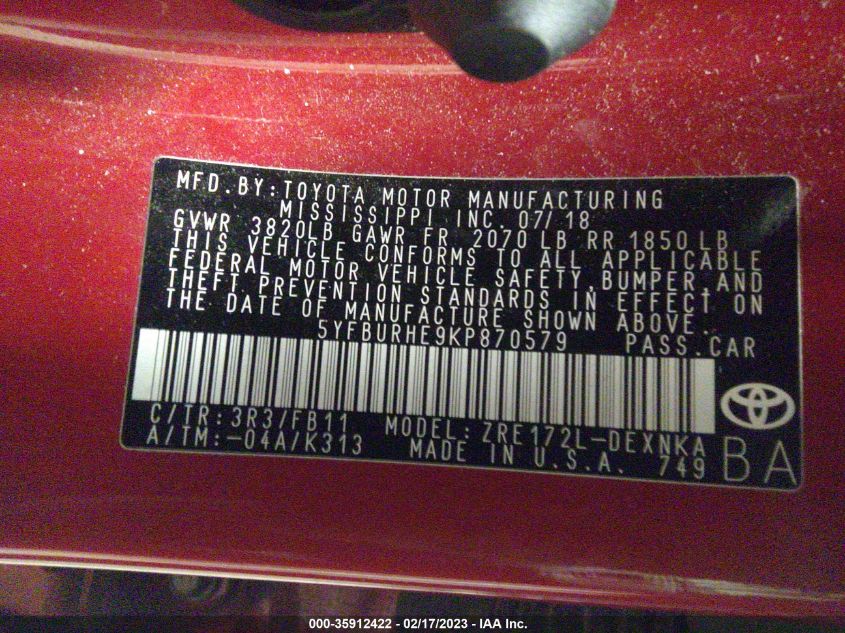 MFD.BY:TOYOTA MOTOR MANUFACTURING
MISSISSIPPI INC. 07/18
GVWR 3820LB GAWR FR 2070 LB RR 1850 LB
THIS VEHICLE CONFORMS TO ALL APPLICABLE
FEDERAL MOTOR VEHICLE SAFETY,BUMPER,AND
THEFT PREVENTION STANDARDS IN EFFECT ON
THE DATE OF MANUFACTURE SHOWN ABOVE.
5YFBURHE9KP870579 PASS.CAR
C/TR:3R3/FB11 MODEL:ZRE172L-DEXNKA
A/TM:-04A/K313 MADE IN U.S.A. 749
BA
000-35912422 - 02/17/2023 - IAA Inc.